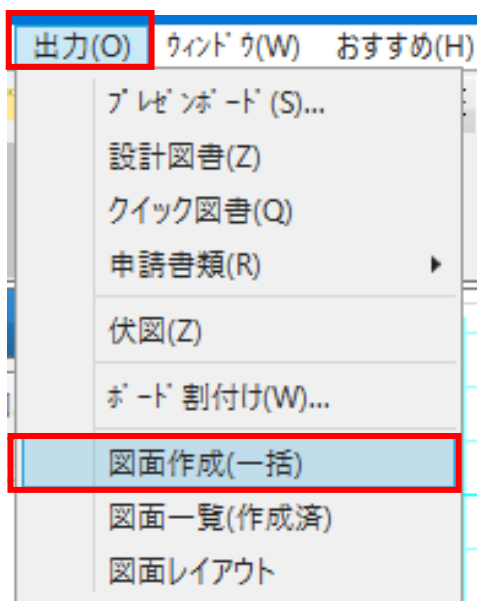 出力(O) ｳｨﾝﾄﾞｳ(W) おすすめ(H)
ﾌﾟﾚｾﾞﾝﾎﾞｰﾄﾞ(S)...
設計図書(Z)
クイック図書(Q)
申請書類(R)
伏図(Z)
ﾎﾞｰﾄﾞ割付け(W)...
図面作成(一括)
図面一覧(作成済)
図面レイアウト